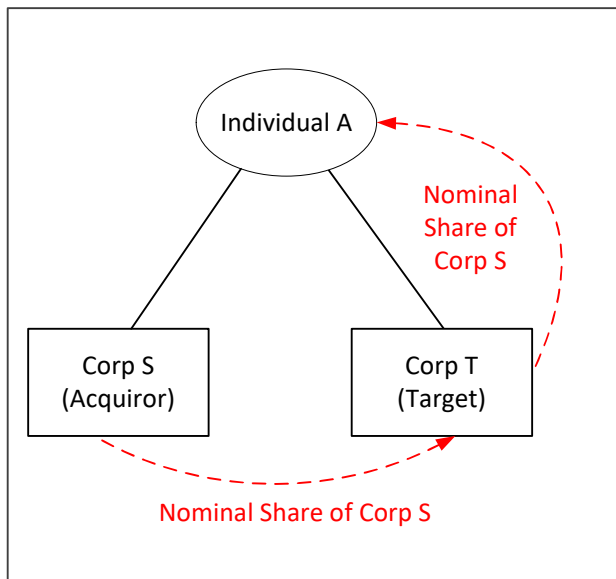 Individual A
Nominal
Share of
Corp S
Corp S
(Acquiror)
Corp T
(Target)
Nominal Share of Corp S